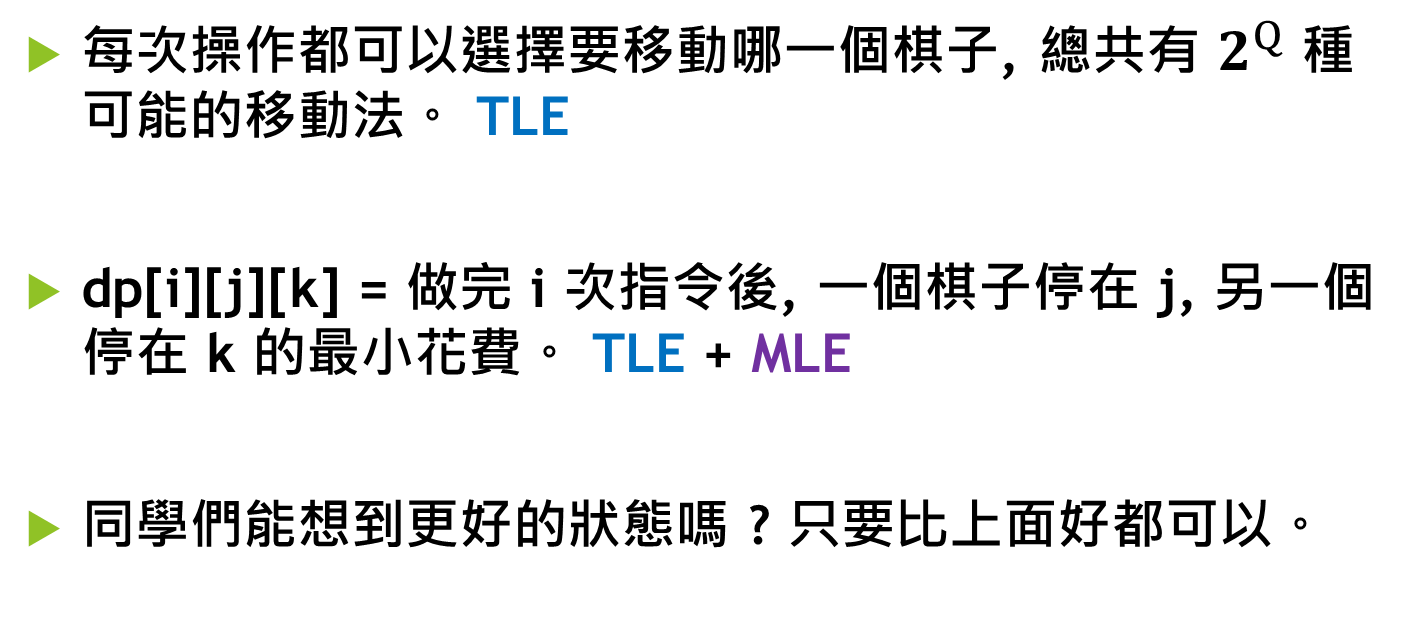 每次操作都可以選擇要移動哪一個棋子, 總共有 2^Q 種
可能的移動法。 TLE
dp[i][j][k] = 做完 i 次指令後, 一個棋子停在 j, 另一個
停在 k 的最小花費。 TLE + MLE
同學們能想到更好的狀態嗎 ? 只要比上面好都可以。